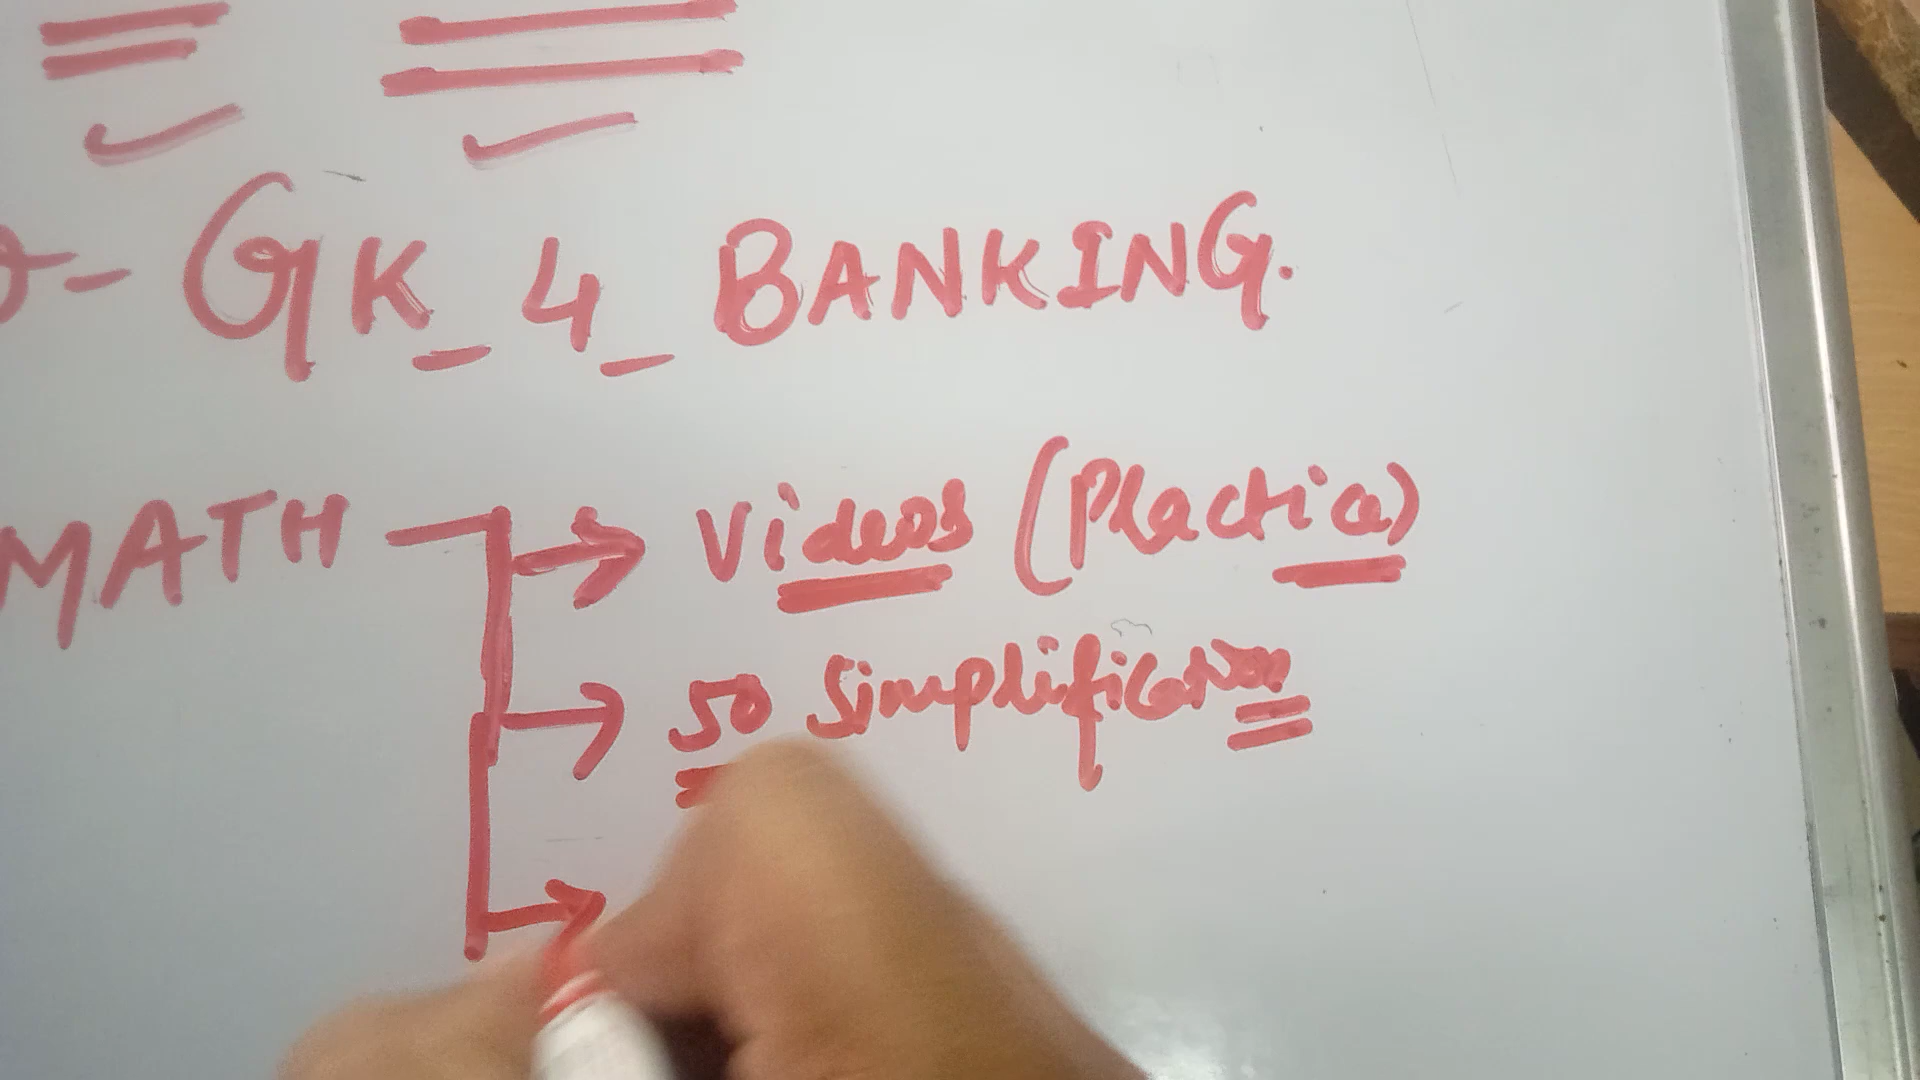 - GK_4_BANKING.
MATH → Videos (Practice)
→ 50 Simplification
→